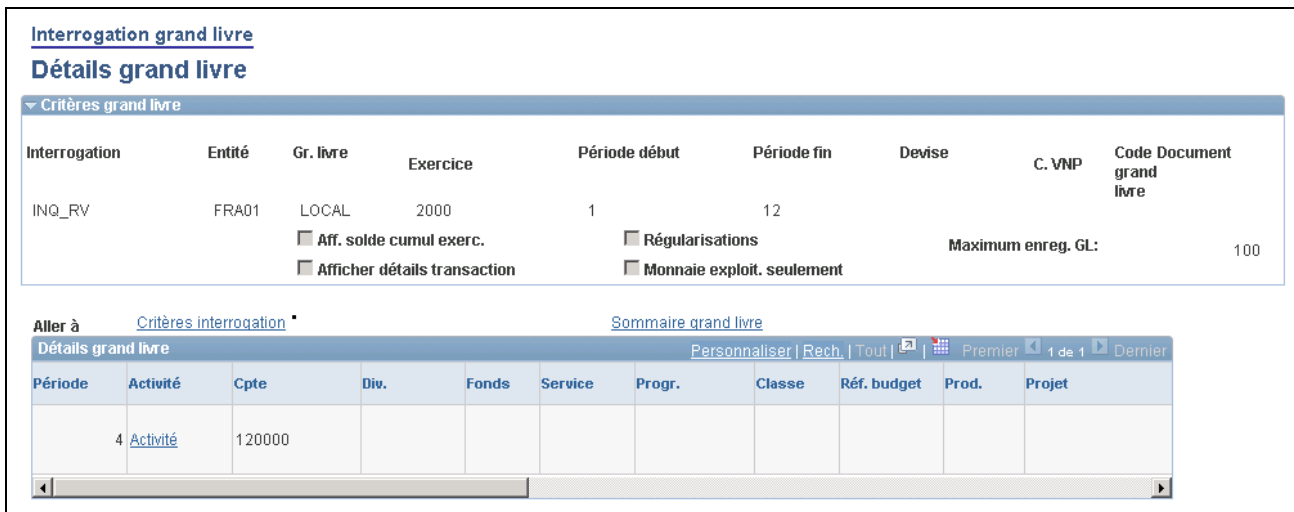 Interrogation grand livre
Détails grand livre
Critères grand livre
Interrogation Entité Gr. livre Exercice Période début Période fin Devise C. VNP Code Document grand livre
INQ_RV FRA01 LOCAL 2000 1 12
Aff. solde cumul exerc. Régularisations Maximum enreg. GL: 100
Afficher détails transaction Monnaie exploit. seulement
Aller à Critères interrogation Sommaire grand livre
Détails grand livre Personnaliser | Rech. | Tout | | Premier 1 de 1 Dernier
Période Activité Cpte Div. Fonds Service Progr. Classe Réf. budget Prod. Projet
4 Activité 120000